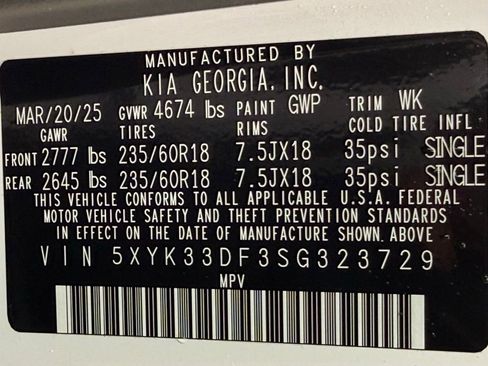 MANUFACTURED BY
KIA GEORGIA, INC.
MAR/20/25 GVWR 4674 lbs PAINT GWP TRIM WK
GAWR TIRES RIMS COLD TIRE INFL
FRONT 2777 lbs 235/60R18 7.5JX18 35psi SINGLE
REAR 2645 lbs 235/60R18 7.5JX18 35psi SINGLE
THIS VEHICLE CONFORMS TO ALL APPLICABLE U.S.A. FEDERAL
MOTOR VEHICLE SAFETY AND THEFT PREVENTION STANDARDS
IN EFFECT ON THE DATE OF MANUFACTURE SHOWN. ABOVE
VIN 5XYK33DF3SG323729
MPV